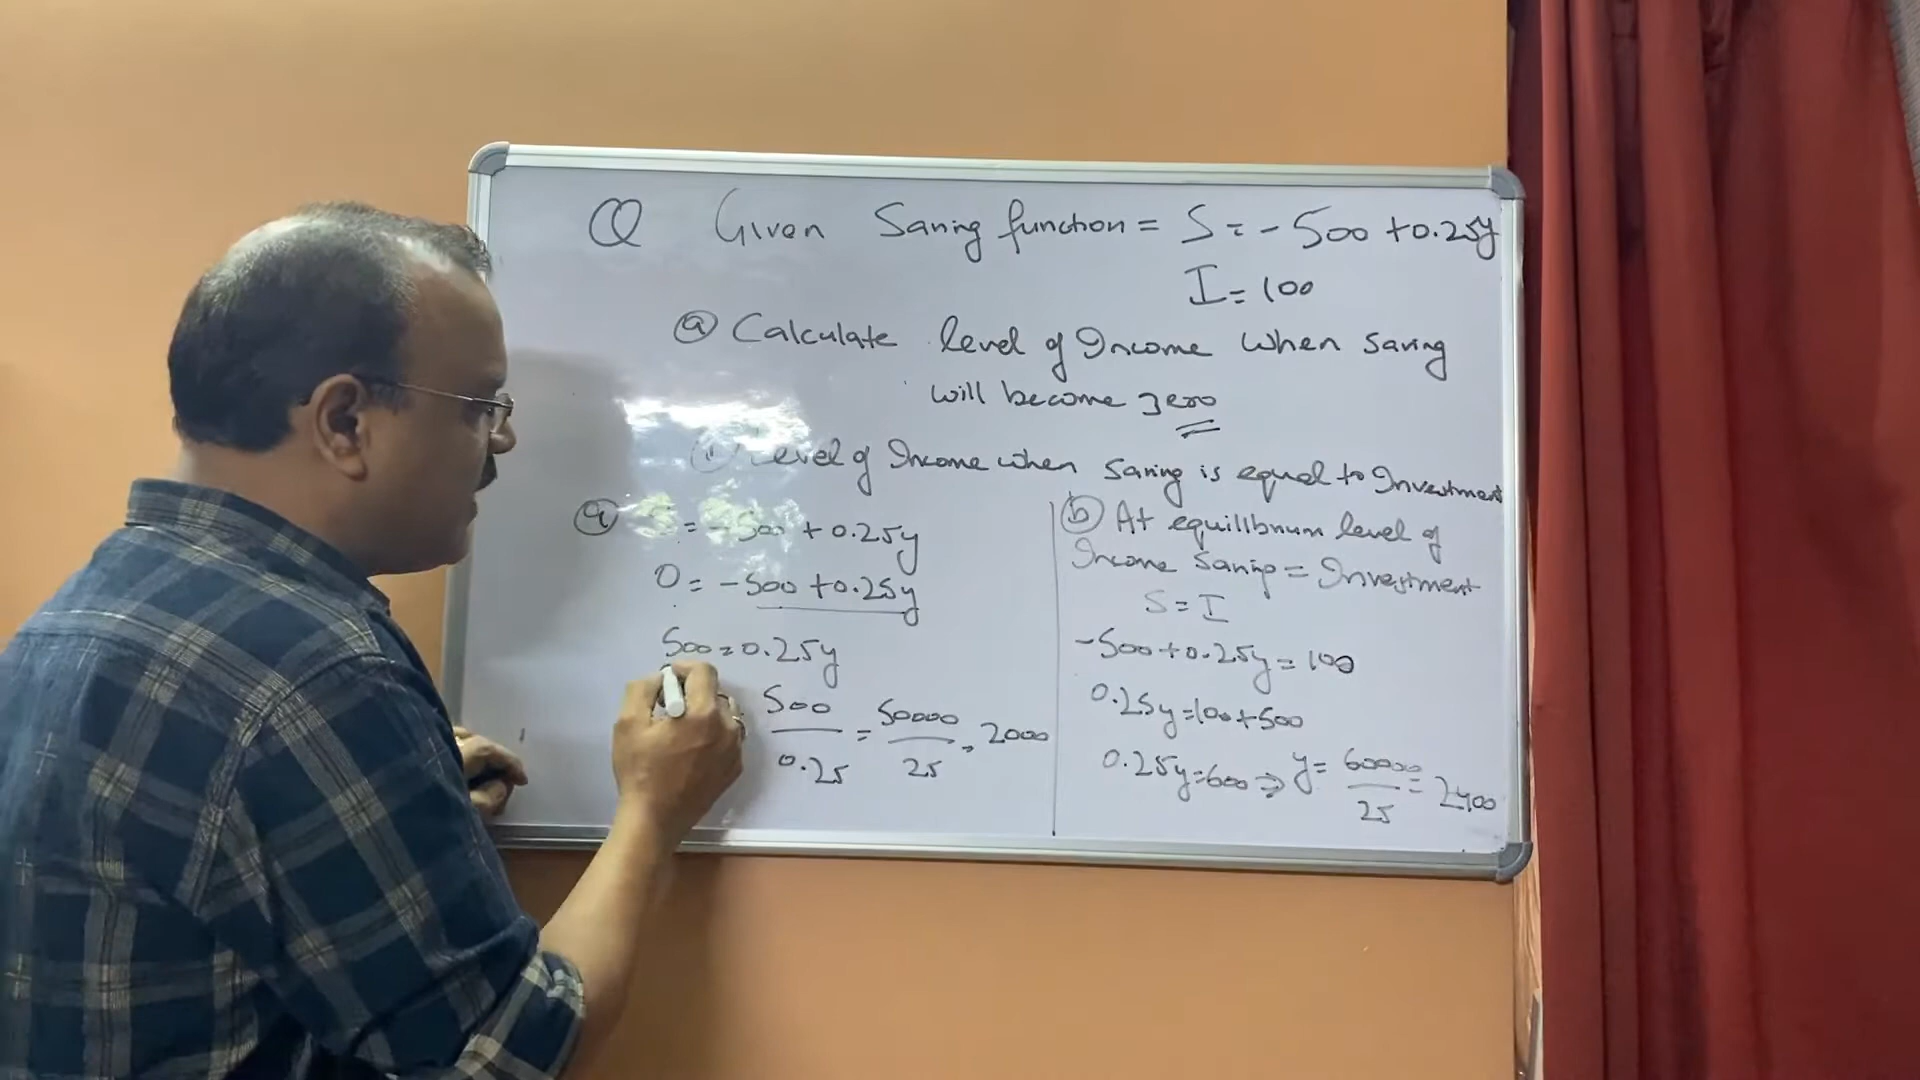 Q Given Saving function = S = -500 +0.25y
I = 100
(a) Calculate level of Income when saving
will become zero
level of Income when saving is equal to Investment
(a) = -500 + 0.25y
0 = -500 +0.25y
500 = 0.25y
500/0.25 = 50000/25 = 2000
(b) At equilibrium level of
Income Saving = Investment
S = I
-500+0.25y = 100
0.25y=100+500
0.25y=600 => y= 60000/25 = 2400